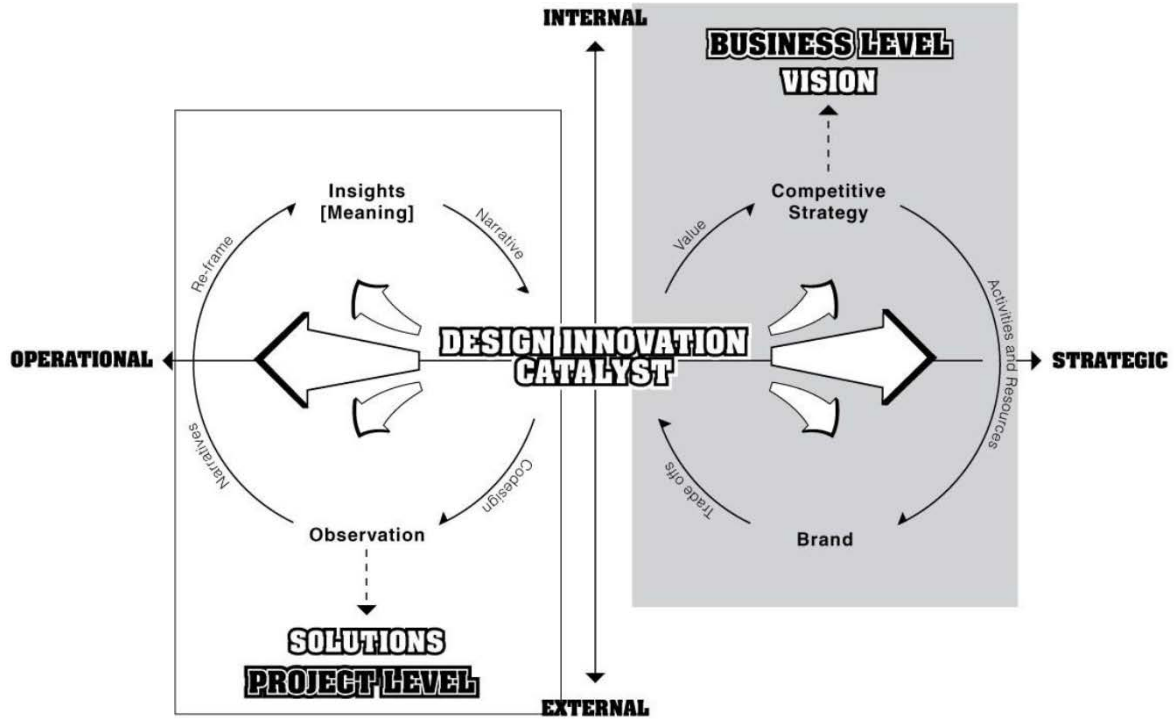 INTERNAL
BUSINESS LEVEL
VISION
Insights
[Meaning]
Competitive
Strategy
Narrative
Value
Re-frame
Activities and Resources
DESIGN INNOVATION
CATALYST
OPERATIONAL
STRATEGIC
Narratives
Codesign
Trade offs
Observation
Brand
SOLUTIONS
PROJECT LEVEL
EXTERNAL